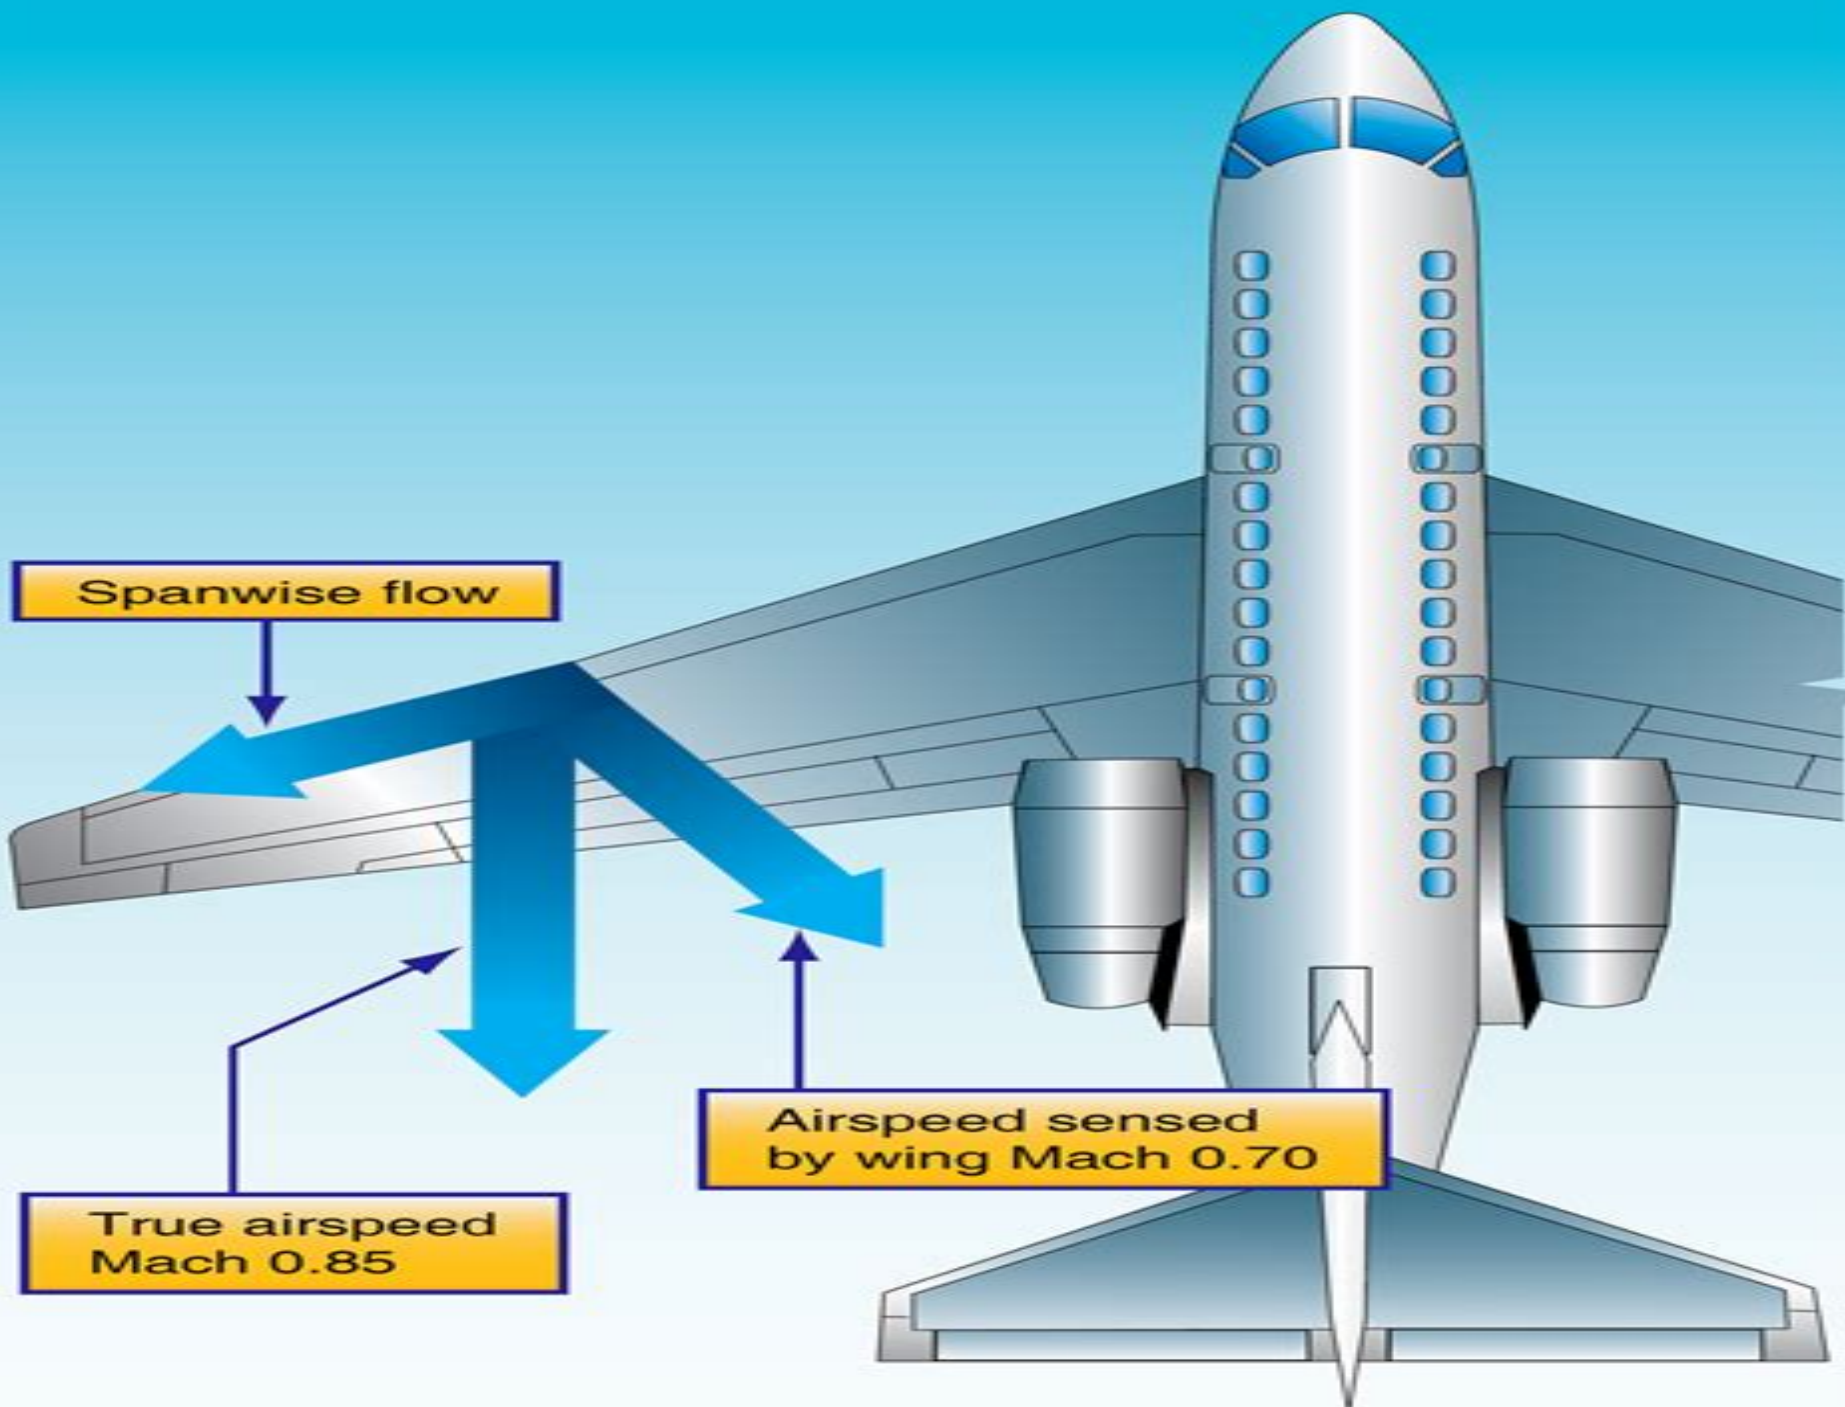 Spanwise flow
Airspeed sensed
by wing Mach 0.70
True airspeed
Mach 0.85